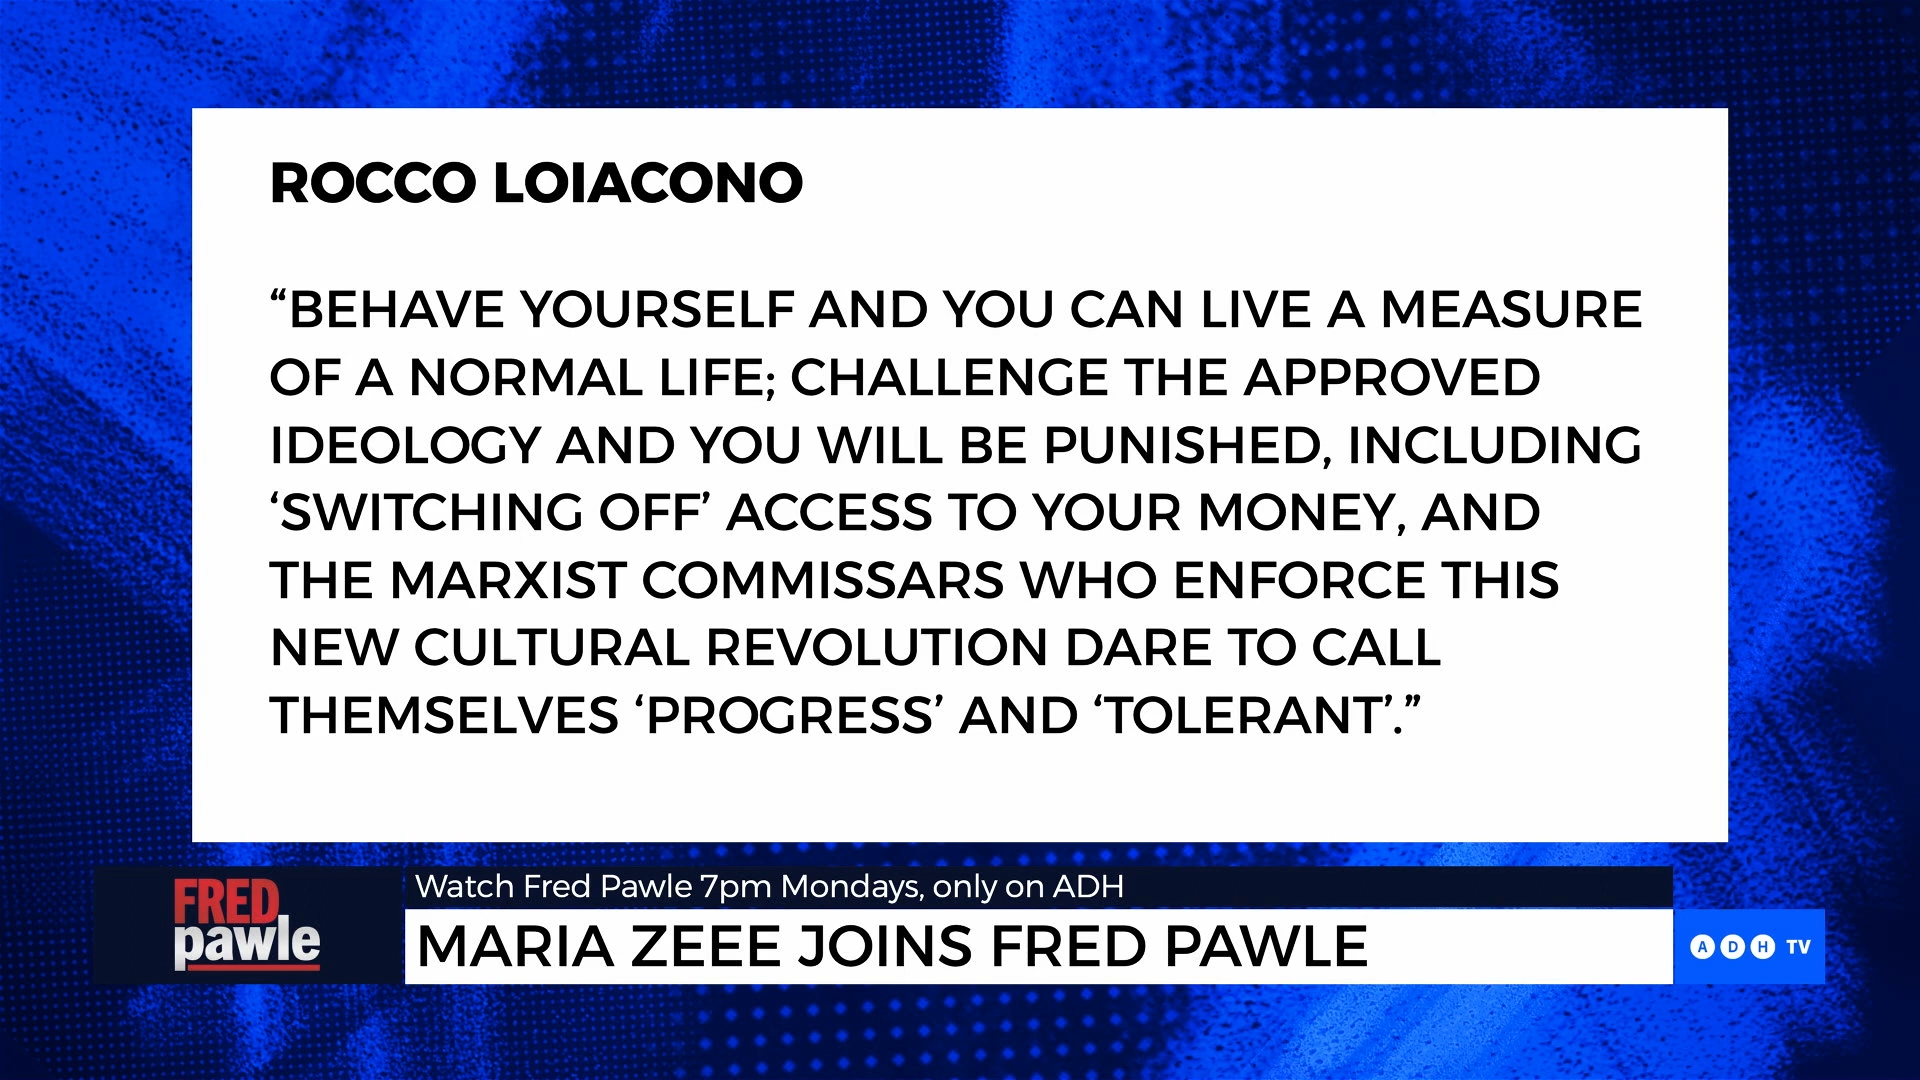 ROCCO LOIACONO
“BEHAVE YOURSELF AND YOU CAN LIVE A MEASURE
OF A NORMAL LIFE; CHALLENGE THE APPROVED
IDEOLOGY AND YOU WILL BE PUNISHED, INCLUDING
‘SWITCHING OFF’ ACCESS TO YOUR MONEY, AND
THE MARXIST COMMISSARS WHO ENFORCE THIS
NEW CULTURAL REVOLUTION DARE TO CALL
THEMSELVES ‘PROGRESS’ AND ‘TOLERANT’.”
FRED
pawle
Watch Fred Pawle 7pm Mondays, only on ADH
MARIA ZEEE JOINS FRED PAWLE
ADH TV